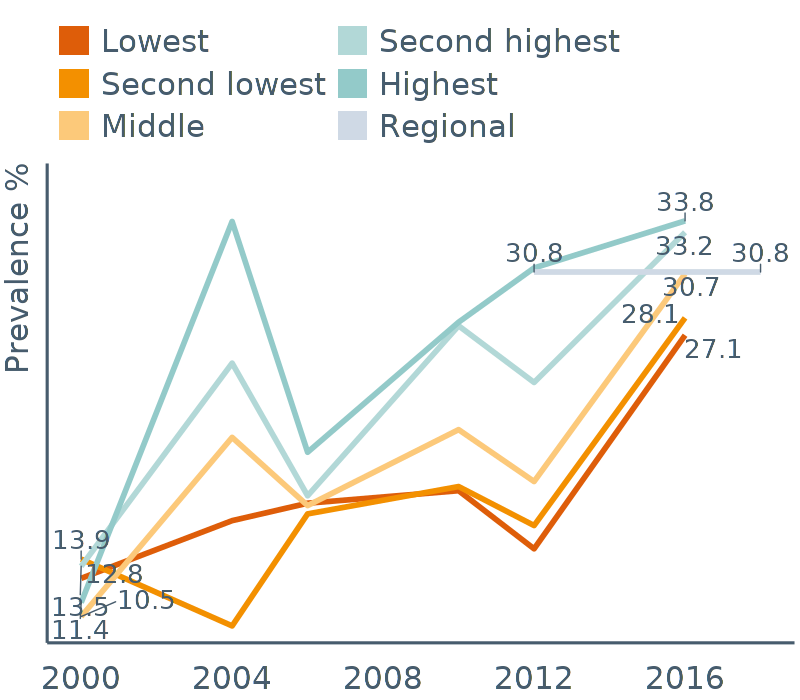 Lowest
Second highest
Second lowest
Highest
Middle
Regional
Prevalence %
33.8
33.2
30.8
30.8
30.7
28.1
27.1
13.9
12.8
10.5
13.5
11.4
2000
2004
2008
2012
2016